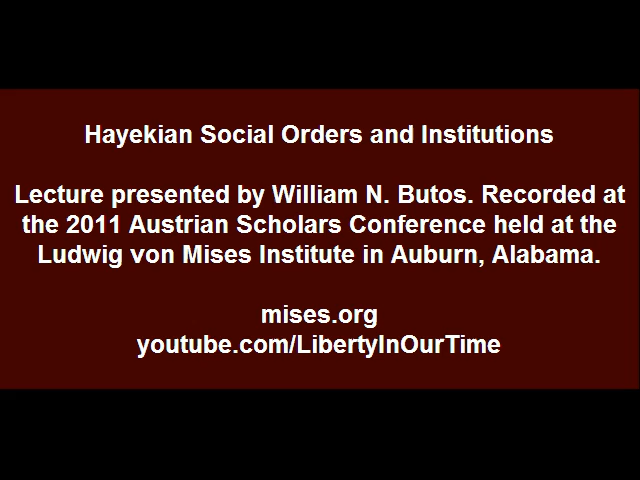 Hayekian Social Orders and Institutions
Lecture presented by William N. Butos. Recorded at
the 2011 Austrian Scholars Conference held at the
Ludwig von Mises Institute in Auburn, Alabama.
mises.org
youtube.com/LibertyInOurTime